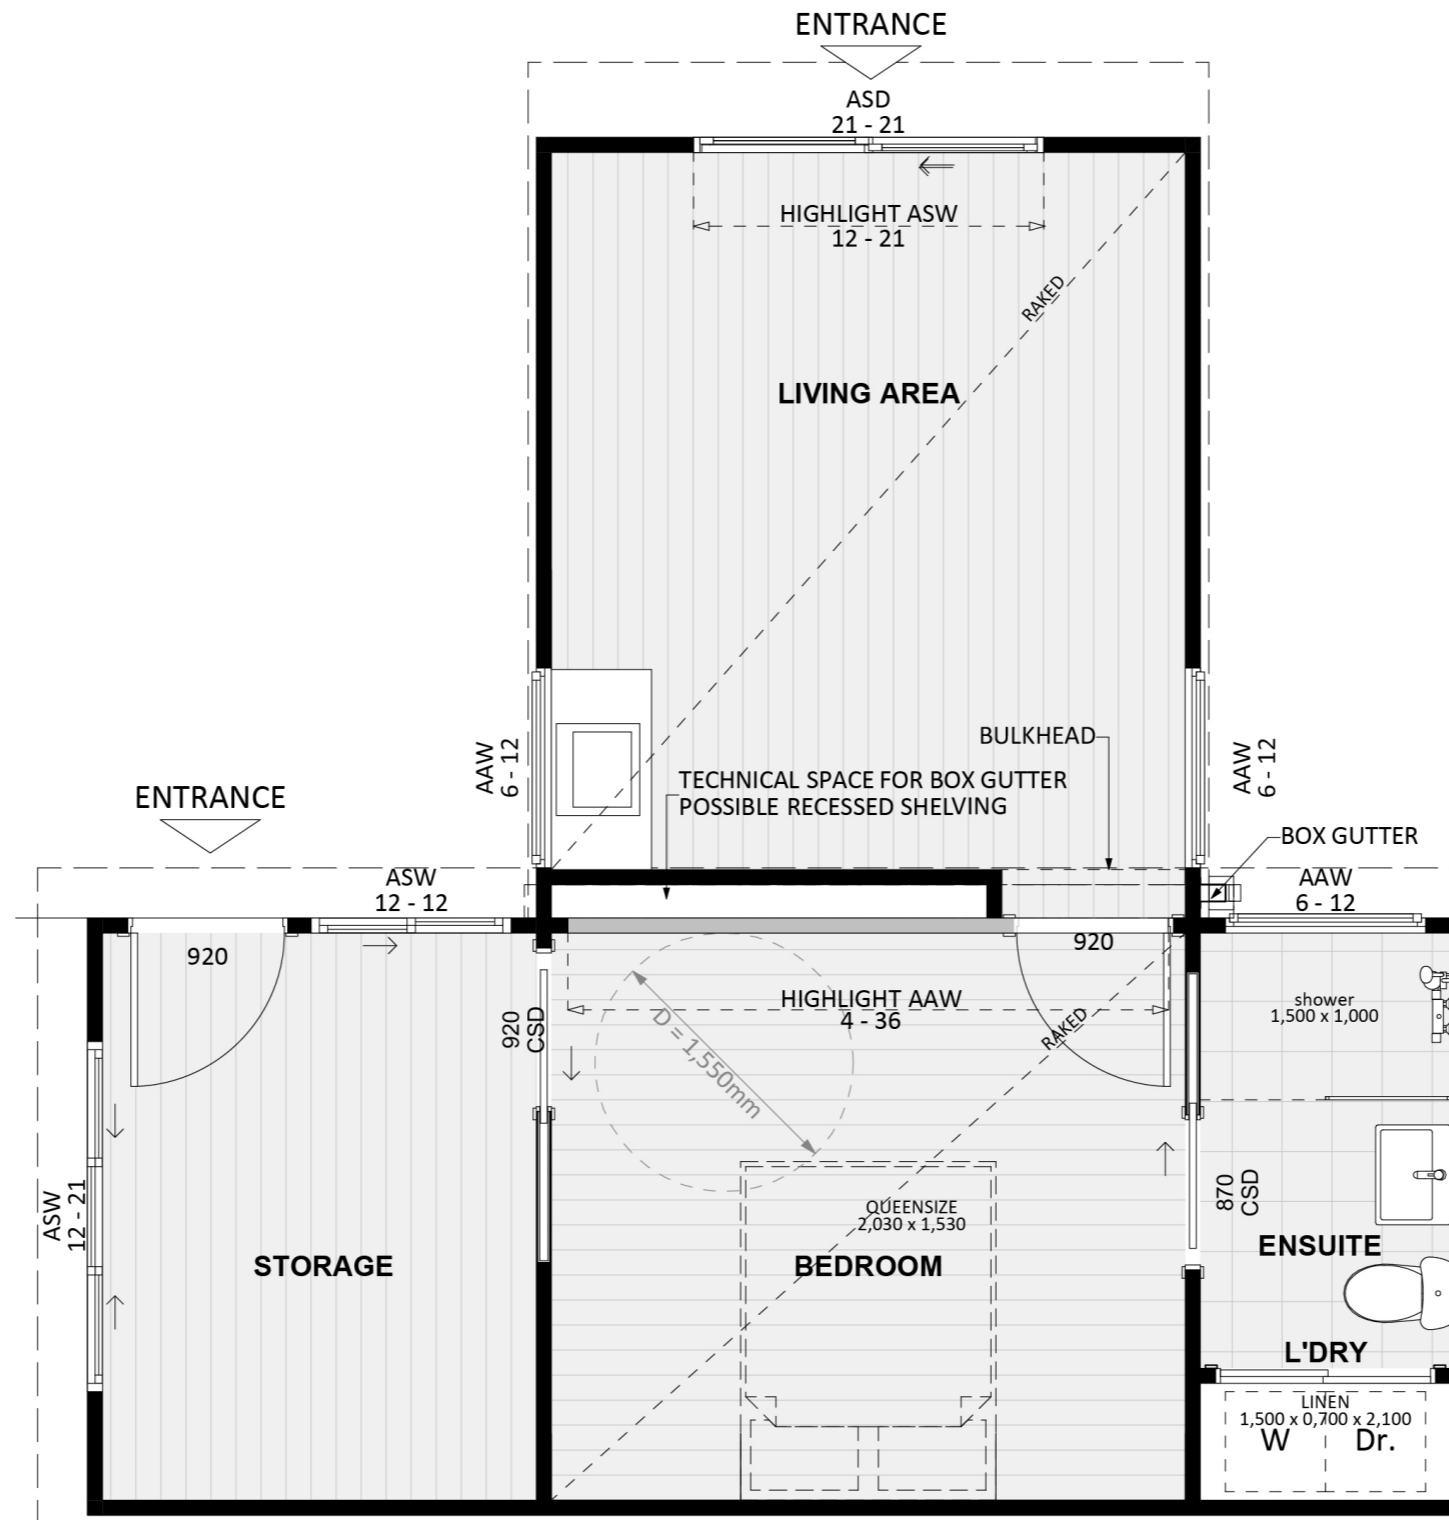 ENTRANCE
ASD
21 - 21
HIGHLIGHT ASW
12 - 21
RAKED
LIVING AREA
BULKHEAD
AAW
6 - 12
TECHNICAL SPACE FOR BOX GUTTER
POSSIBLE RECESSED SHELVING
AAW
6 - 12
ENTRANCE
BOX GUTTER
ASW
12 - 12
AAW
6 - 12
920
920
HIGHLIGHT AAW
4 - 36
shower
1,500 x 1,000
920
CSD
RAKED
D = 1,550mm
ASW
12 - 21
QUEENSIZE
2,030 x 1,530
870
CSD
STORAGE
BEDROOM
ENSUITE
L'DRY
LINEN
1,500 x 0,700 x 2,100
W Dr.